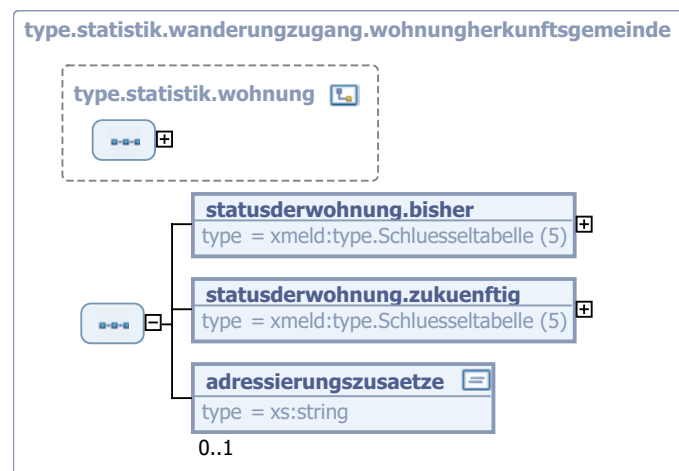 type.statistik.wanderungzugang.wohnungherkunftsgemeinde
type.statistik.wohnung
statusderwohnung.bisher
type = xmeld:type.Schluesseltabelle (5)
statusderwohnung.zukuenftig
type = xmeld:type.Schluesseltabelle (5)
adressierungszusaetze
type = xs:string
0..1